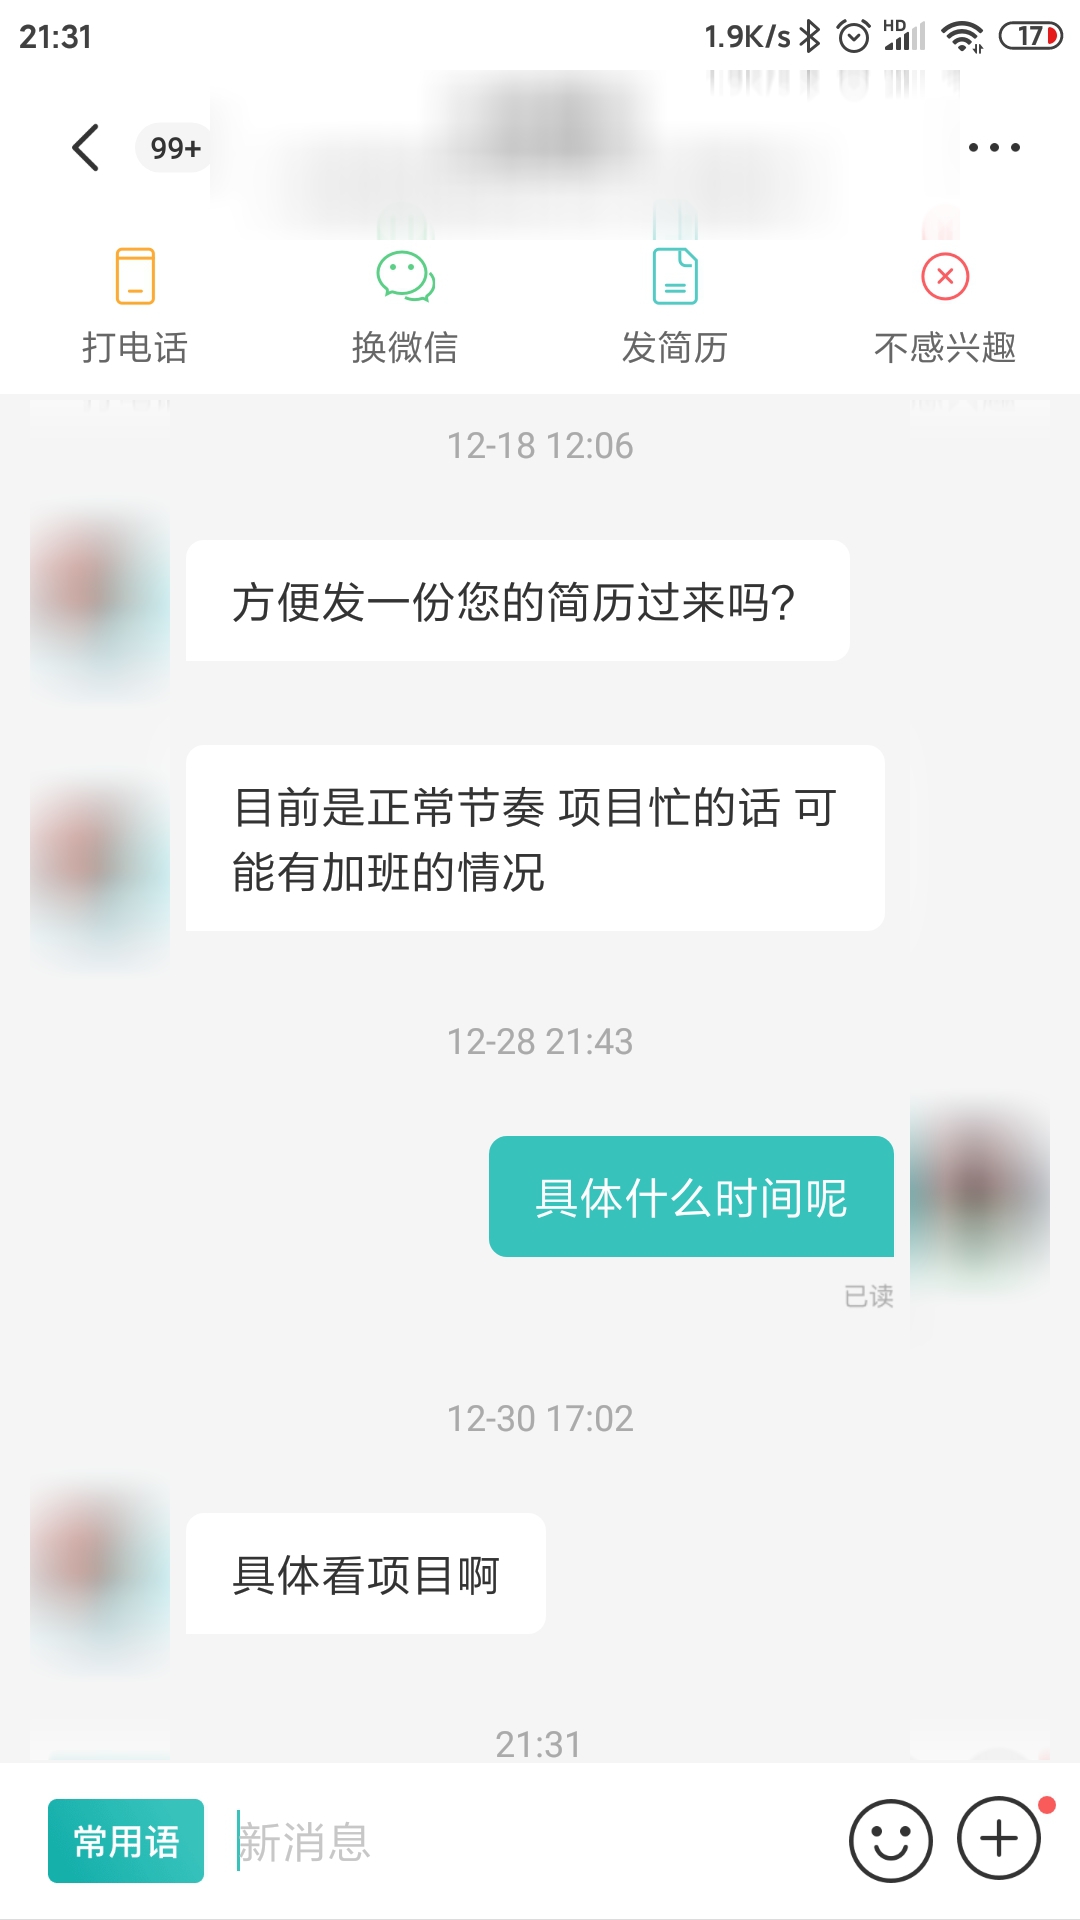 21:31
1.9K/s HD 17
99+
打电话 换微信 发简历 不感兴趣
12-18 12:06
方便发一份您的简历过来吗?
目前是正常节奏 项目忙的话 可
能有加班的情况
12-28 21:43
具体什么时间呢
已读
12-30 17:02
具体看项目啊
21:31
常用语 新消息